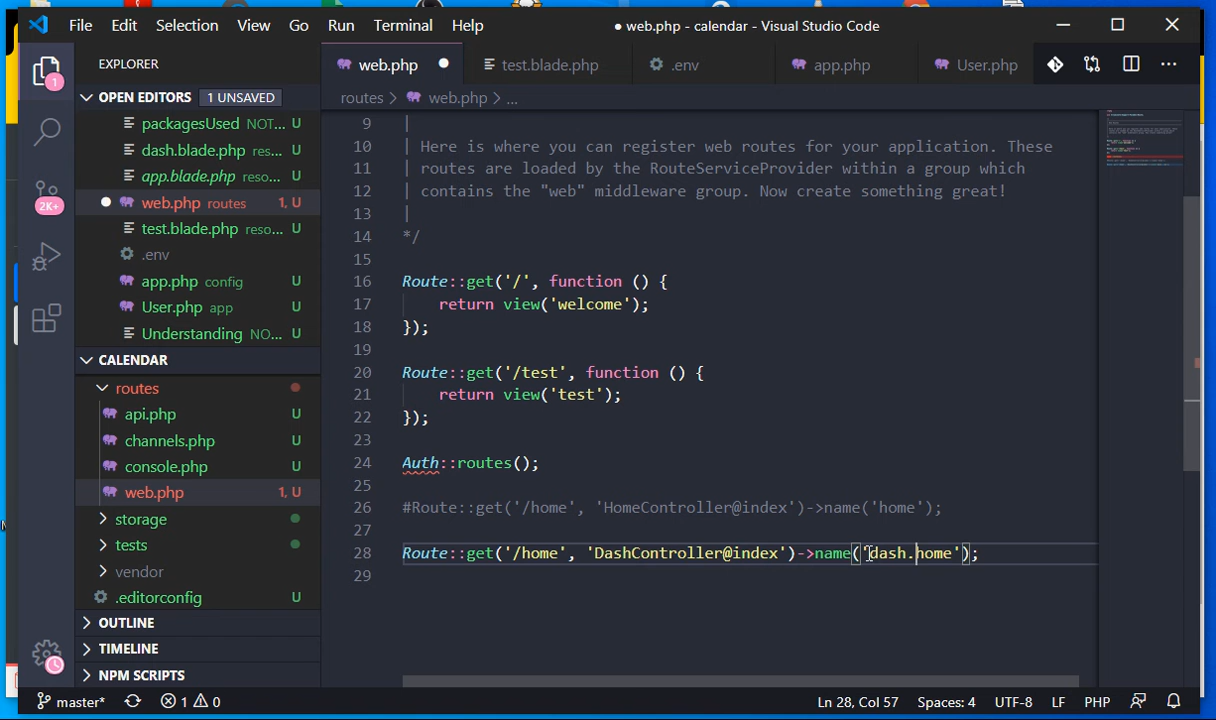 File Edit Selection View Go Run Terminal Help ● web.php - calendar - Visual Studio Code
EXPLORER
web.php test.blade.php .env app.php User.php
1
OPEN EDITORS 1 UNSAVED
routes > web.php > ...
packagesUsed NOT... U
dash.blade.php res... U
app.blade.php reso... U
web.php routes 1, U
test.blade.php reso... U
.env
app.php config U
User.php app U
Understanding NO... U
2K+
CALENDAR
routes
api.php U
channels.php U
console.php U
web.php 1, U
storage
tests
vendor
.editorconfig U
OUTLINE
TIMELINE
NPM SCRIPTS
9 |
10 | Here is where you can register web routes for your application. These
11 | routes are loaded by the RouteServiceProvider within a group which
12 | contains the "web" middleware group. Now create something great!
13 |
14 */
15
16 Route::get('/', function () {
17 return view('welcome');
18 });
19
20 Route::get('/test', function () {
21 return view('test');
22 });
23
24 Auth::routes();
25
26 #Route::get('/home', 'HomeController@index')->name('home');
27
28 Route::get('/home', 'DashController@index')->name('dash.home');
29
master* 1 0 Ln 28, Col 57 Spaces: 4 UTF-8 LF PHP